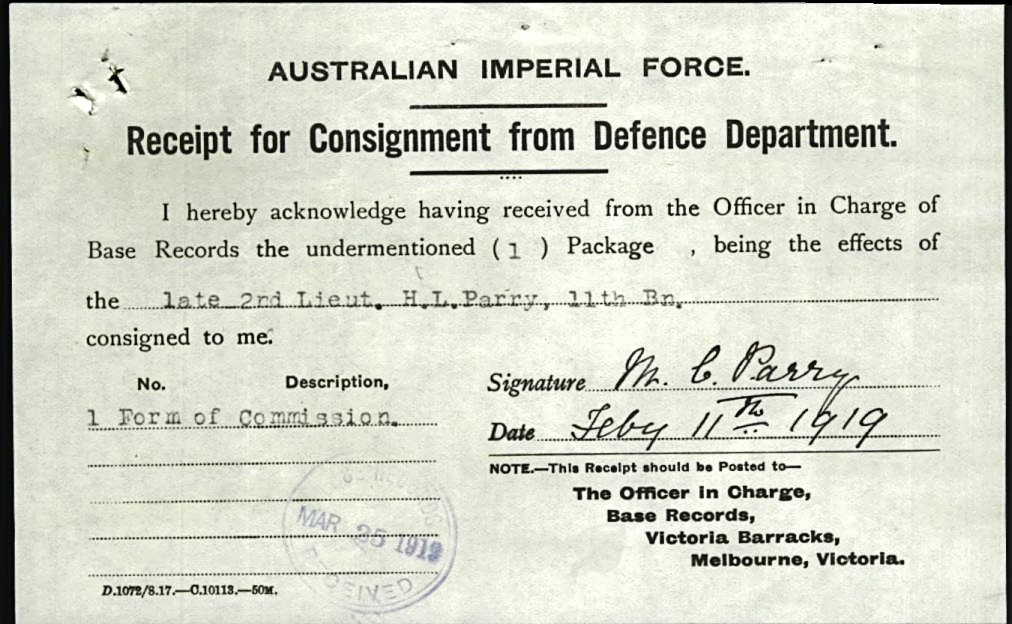 AUSTRALIAN IMPERIAL FORCE.
Receipt for Consignment from Defence Department.
I hereby acknowledge having received from the Officer in Charge of
Base Records the undermentioned ( 1 ) Package , being the effects of
the late 2nd Lieut. H.L.Parry, 11th Bn.
consigned to me.
No. Description,
1 Form of Commission.
Signature M. C. Parry
Date Feby 11th 1919
NOTE.—This Receipt should be Posted to—
The Officer in Charge,
Base Records,
Victoria Barracks,
Melbourne, Victoria.
MAR 25 1919
D.1072/8.17.—C.10113.—50M.